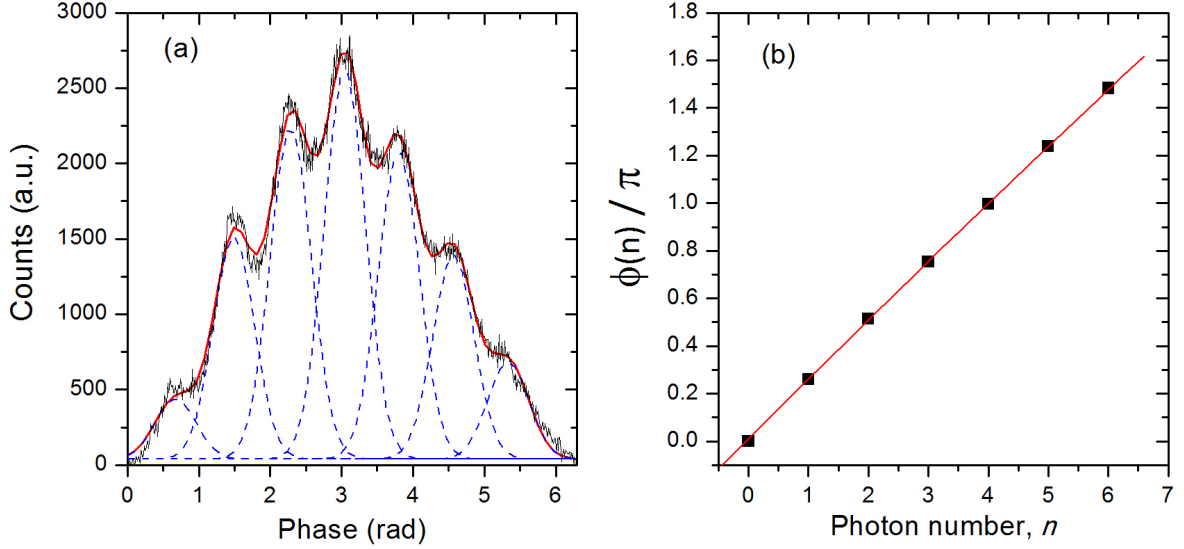 (a)
3000
2500
2000
1500
1000
500
0
Counts (a.u.)
0 1 2 3 4 5 6
Phase (rad)
(b)
1.8
1.6
1.4
1.2
1.0
0.8
0.6
0.4
0.2
0.0
ϕ(n) / π
0 1 2 3 4 5 6 7
Photon number, n